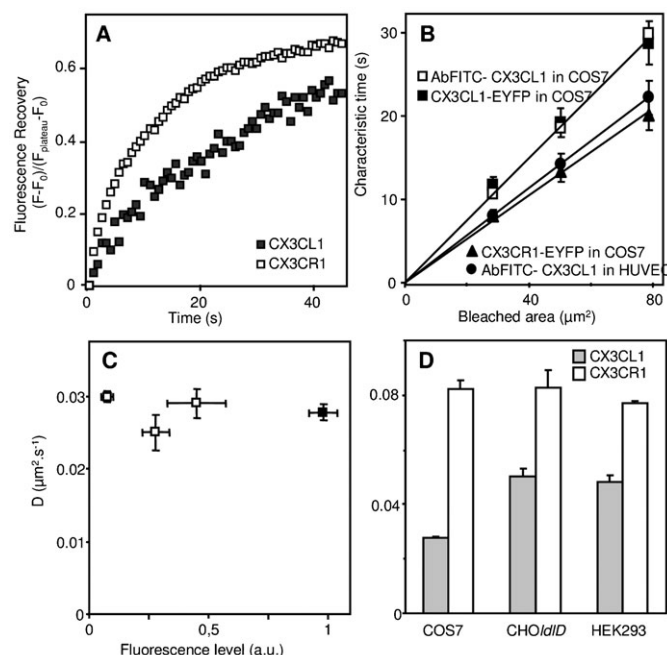 A
Fluorescence Recovery
(F-F0)/(Fplateau-F0)
0.6
0.4
0.2
0
CX3CL1
CX3CR1
0
20
40
Time (s)
B
Characteristic time (s)
30
20
10
0
AbFITC- CX3CL1 in COS7
CX3CL1-EYFP in COS7
CX3CR1-EYFP in COS7
AbFITC- CX3CL1 in HUVEC
0
20
40
60
80
Bleached area (µm²)
C
D (µm².s⁻¹)
0.03
0.02
0.01
0
0
0,5
1
Fluorescence level (a.u.)
D
CX3CL1
CX3CR1
0.08
0.04
0
COS7
CHOldlD
HEK293